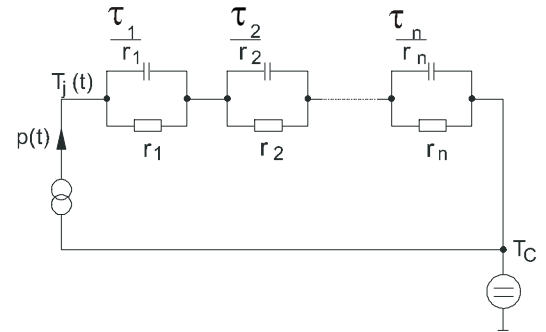 τ1/r1 τ2/r2 τn/rn
Tj(t)
p(t)
r1 r2 rn
TC